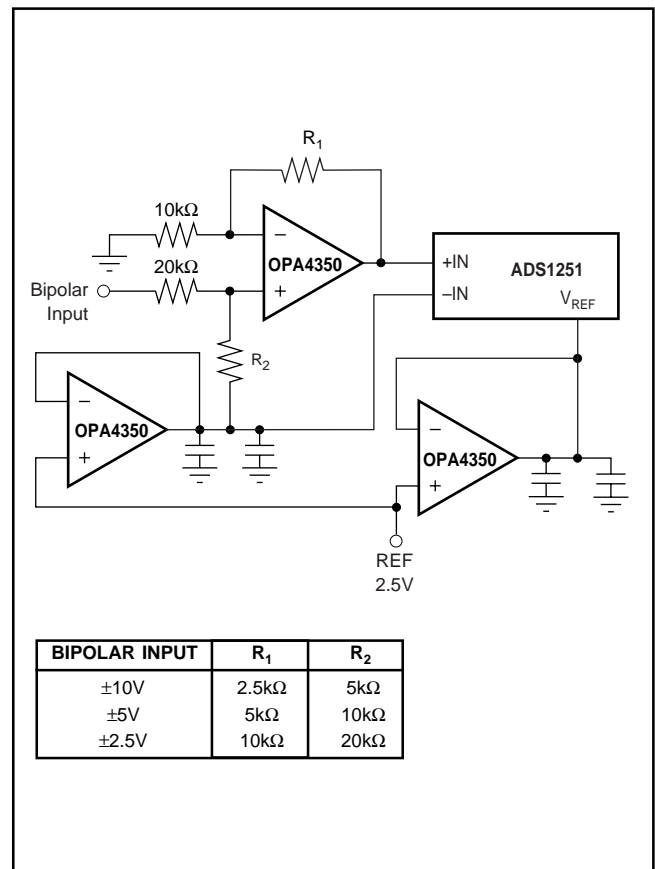 R1
10kΩ
−
OPA4350
+
20kΩ
Bipolar
Input
R2
+IN
ADS1251
–IN
VREF
−
OPA4350
+
−
OPA4350
+
REF
2.5V
BIPOLAR INPUT R1 R2
±10V 2.5kΩ 5kΩ
±5V 5kΩ 10kΩ
±2.5V 10kΩ 20kΩ